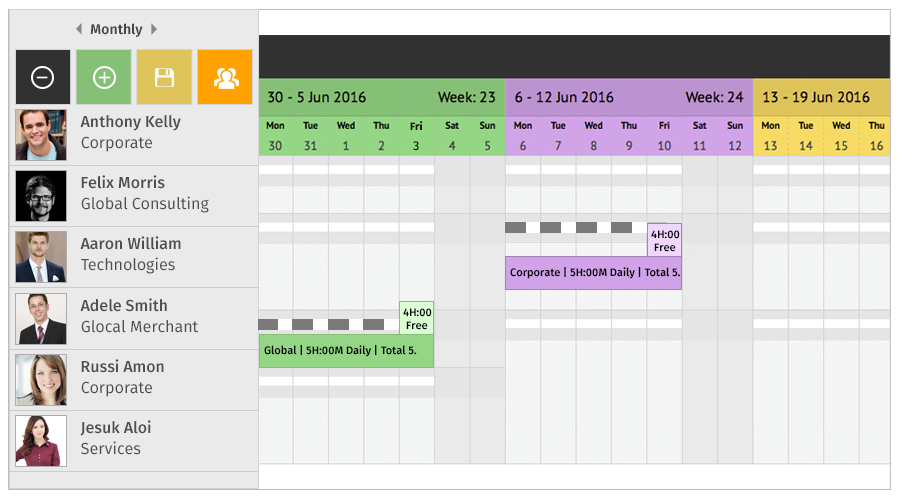 Monthly
30 - 5 Jun 2016 Week: 23 6 - 12 Jun 2016 Week: 24 13 - 19 Jun 2016
Mon Tue Wed Thu Fri Sat Sun Mon Tue Wed Thu Fri Sat Sun Mon Tue Wed Thu
30 31 1 2 3 4 5 6 7 8 9 10 11 12 13 14 15 16
Anthony Kelly
Corporate
Felix Morris
Global Consulting
Aaron William
Technologies
Adele Smith
Glocal Merchant
Russi Amon
Corporate
Jesuk Aloi
Services
4H:00
Free
Corporate | 5H:00M Daily | Total 5.
4H:00
Free
Global | 5H:00M Daily | Total 5.